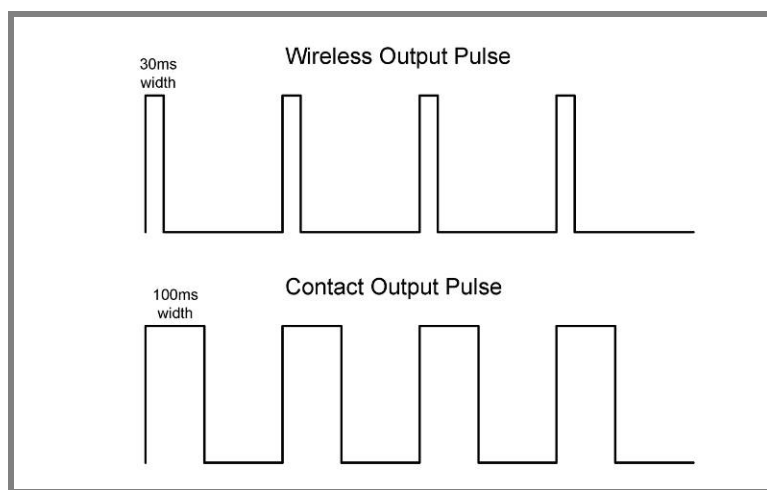 Wireless Output Pulse
30ms
width
Contact Output Pulse
100ms
width